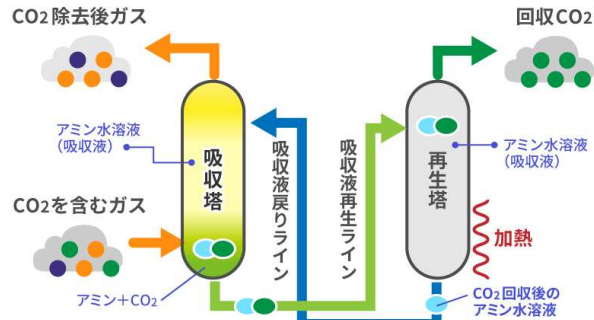 CO2除去後ガス
回収CO2
アミン水溶液
（吸収液）
吸収塔
吸収液戻りライン
吸収液再生ライン
再生塔
アミン水溶液
（吸収液）
CO2を含むガス
加熱
アミン＋CO2
CO2回収後の
アミン水溶液